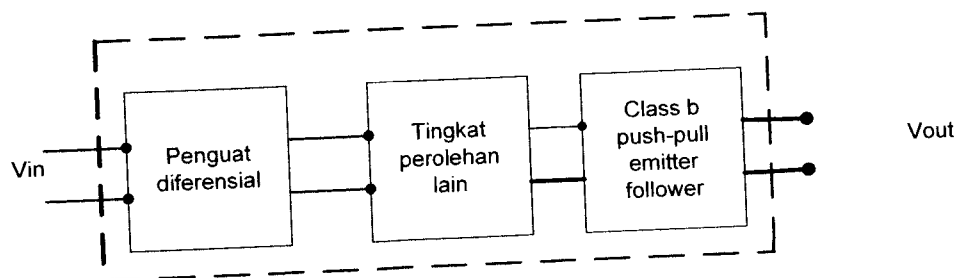 Vin
Penguat
diferensial
Tingkat
perolehan
lain
Class b
push-pull
emitter
follower
Vout